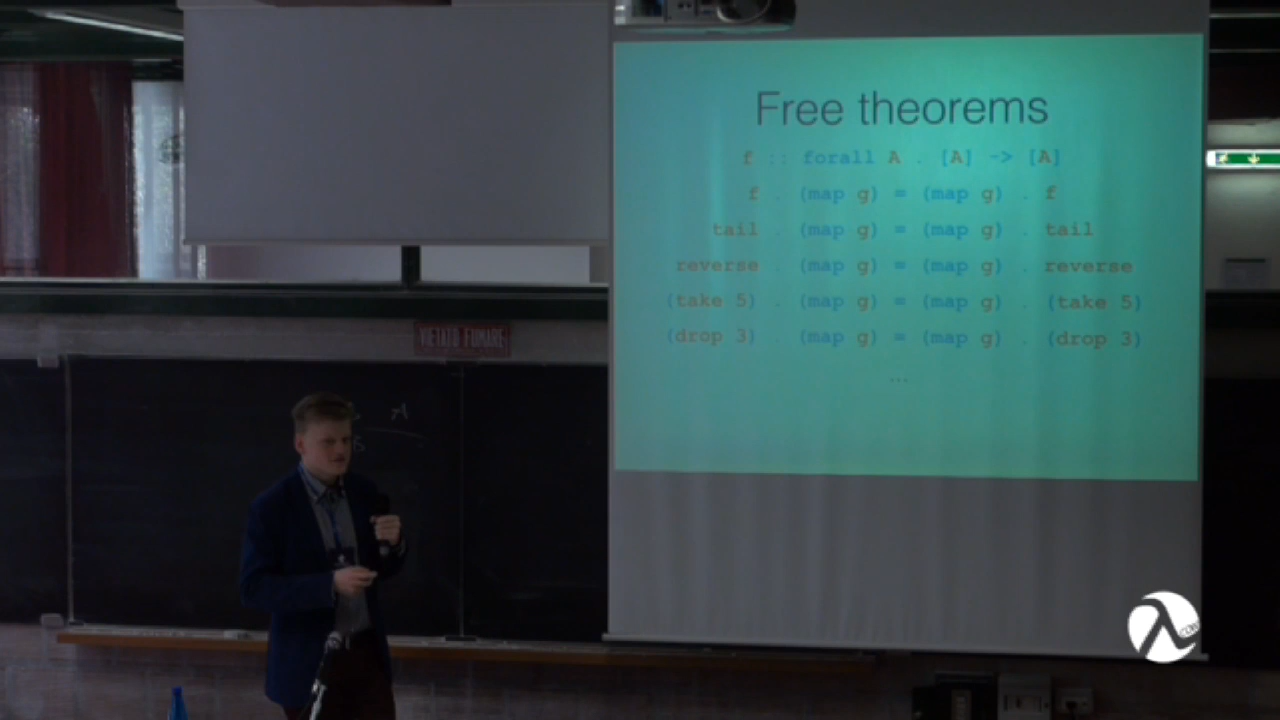 Free theorems
f :: forall A . [A] -> [A]
f . (map g) = (map g) . f
tail . (map g) = (map g) . tail
reverse . (map g) = (map g) . reverse
(take 5) . (map g) = (map g) . (take 5)
(drop 3) . (map g) = (map g) . (drop 3)
...
VIETATO FUMARE
A
λ